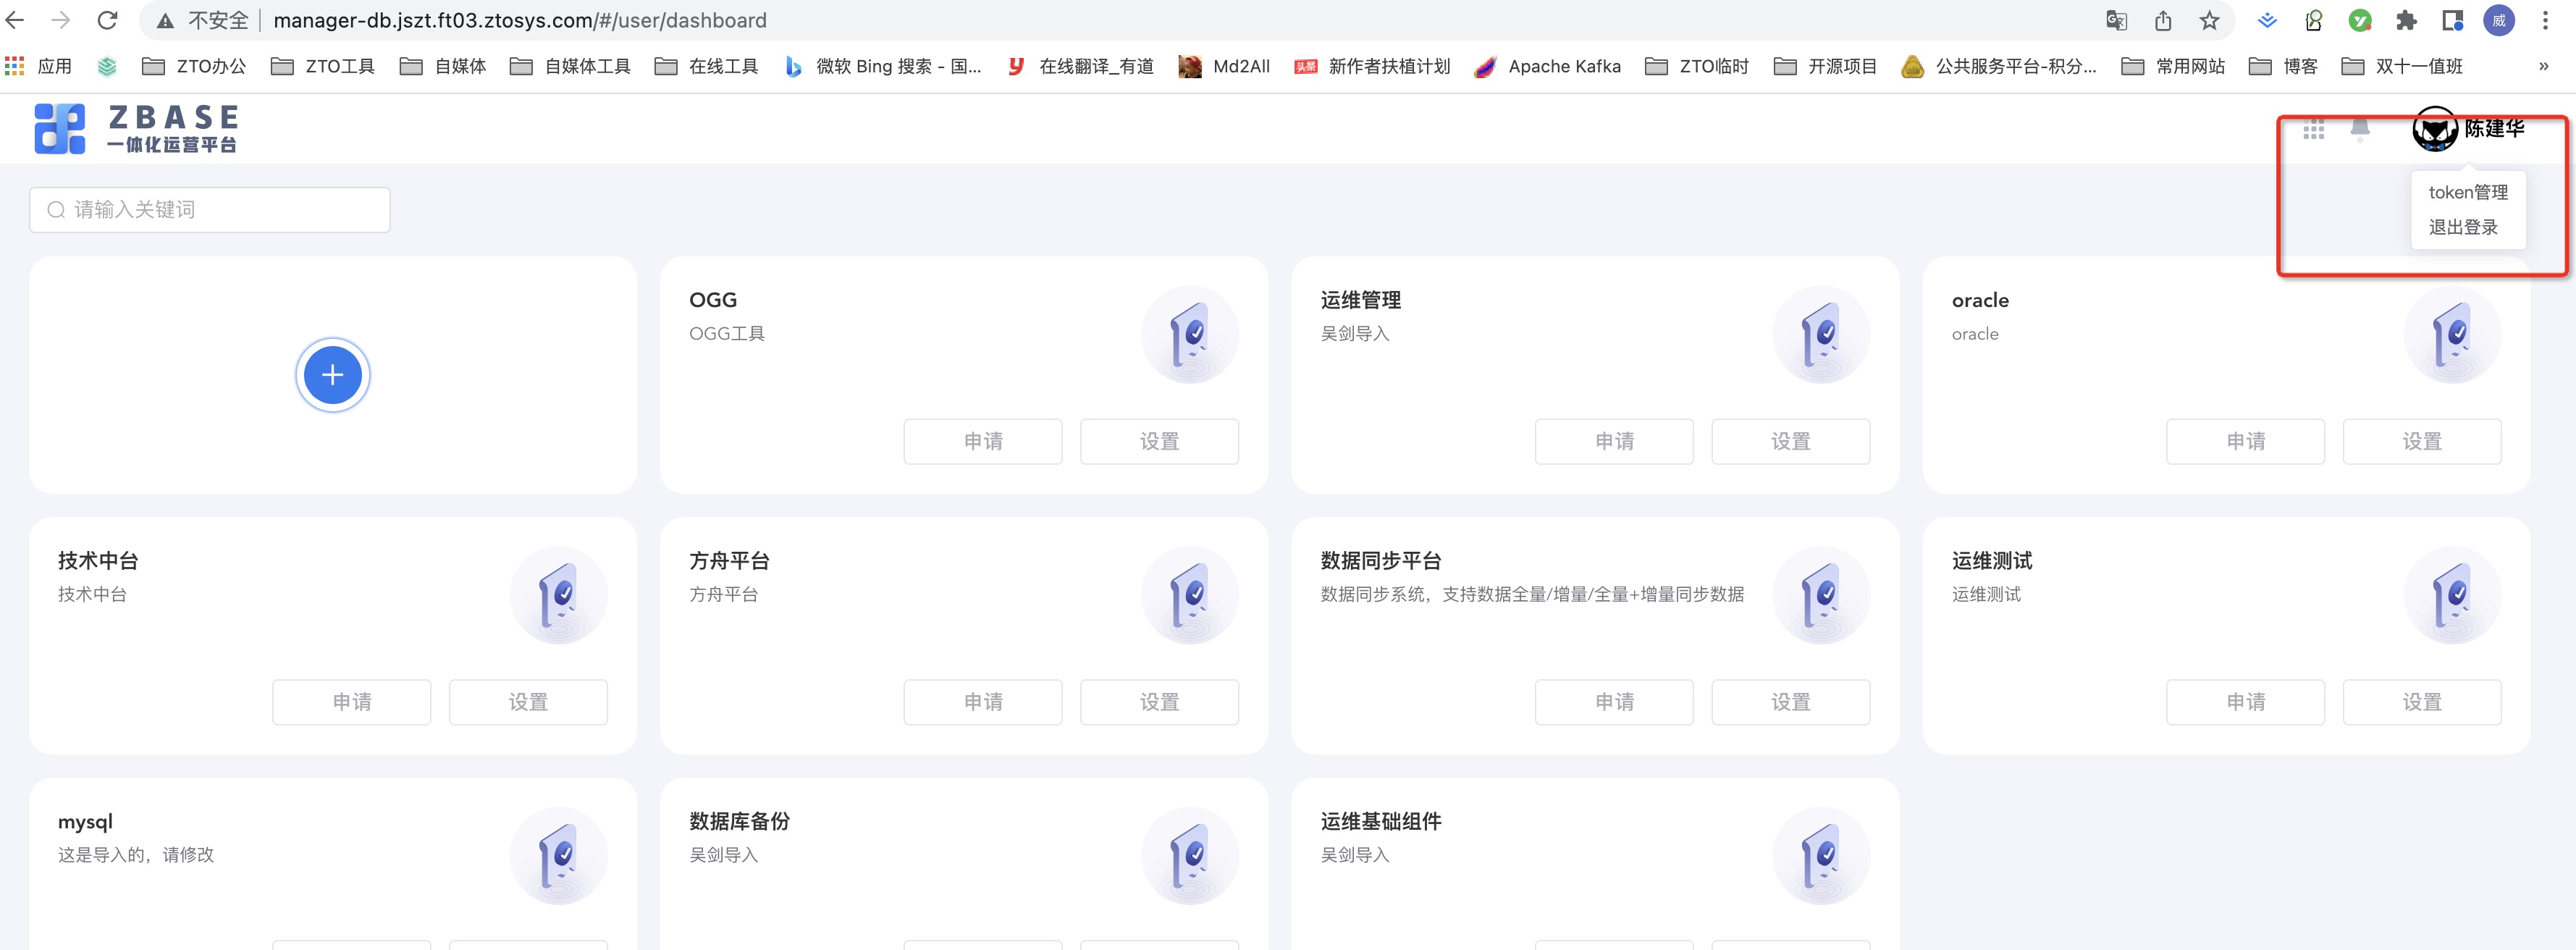 不安全 manager-db.jszt.ft03.ztosys.com/#/user/dashboard 威
应用 ZTO办公 ZTO工具 自媒体 自媒体工具 在线工具 微软 Bing 搜索 - 国... 在线翻译_有道 Md2All 头条 新作者扶植计划 Apache Kafka ZTO临时 开源项目 公共服务平台-积分... 常用网站 博客 双十一值班 »
ZBASE
一体化运营平台
陈建华
token管理
退出登录
请输入关键词
OGG
OGG工具
申请 设置
运维管理
吴剑导入
申请 设置
oracle
oracle
申请 设置
技术中台
技术中台
申请 设置
方舟平台
方舟平台
申请 设置
数据同步平台
数据同步系统，支持数据全量/增量/全量+增量同步数据
申请 设置
运维测试
运维测试
申请 设置
mysql
这是导入的，请修改
数据库备份
吴剑导入
运维基础组件
吴剑导入